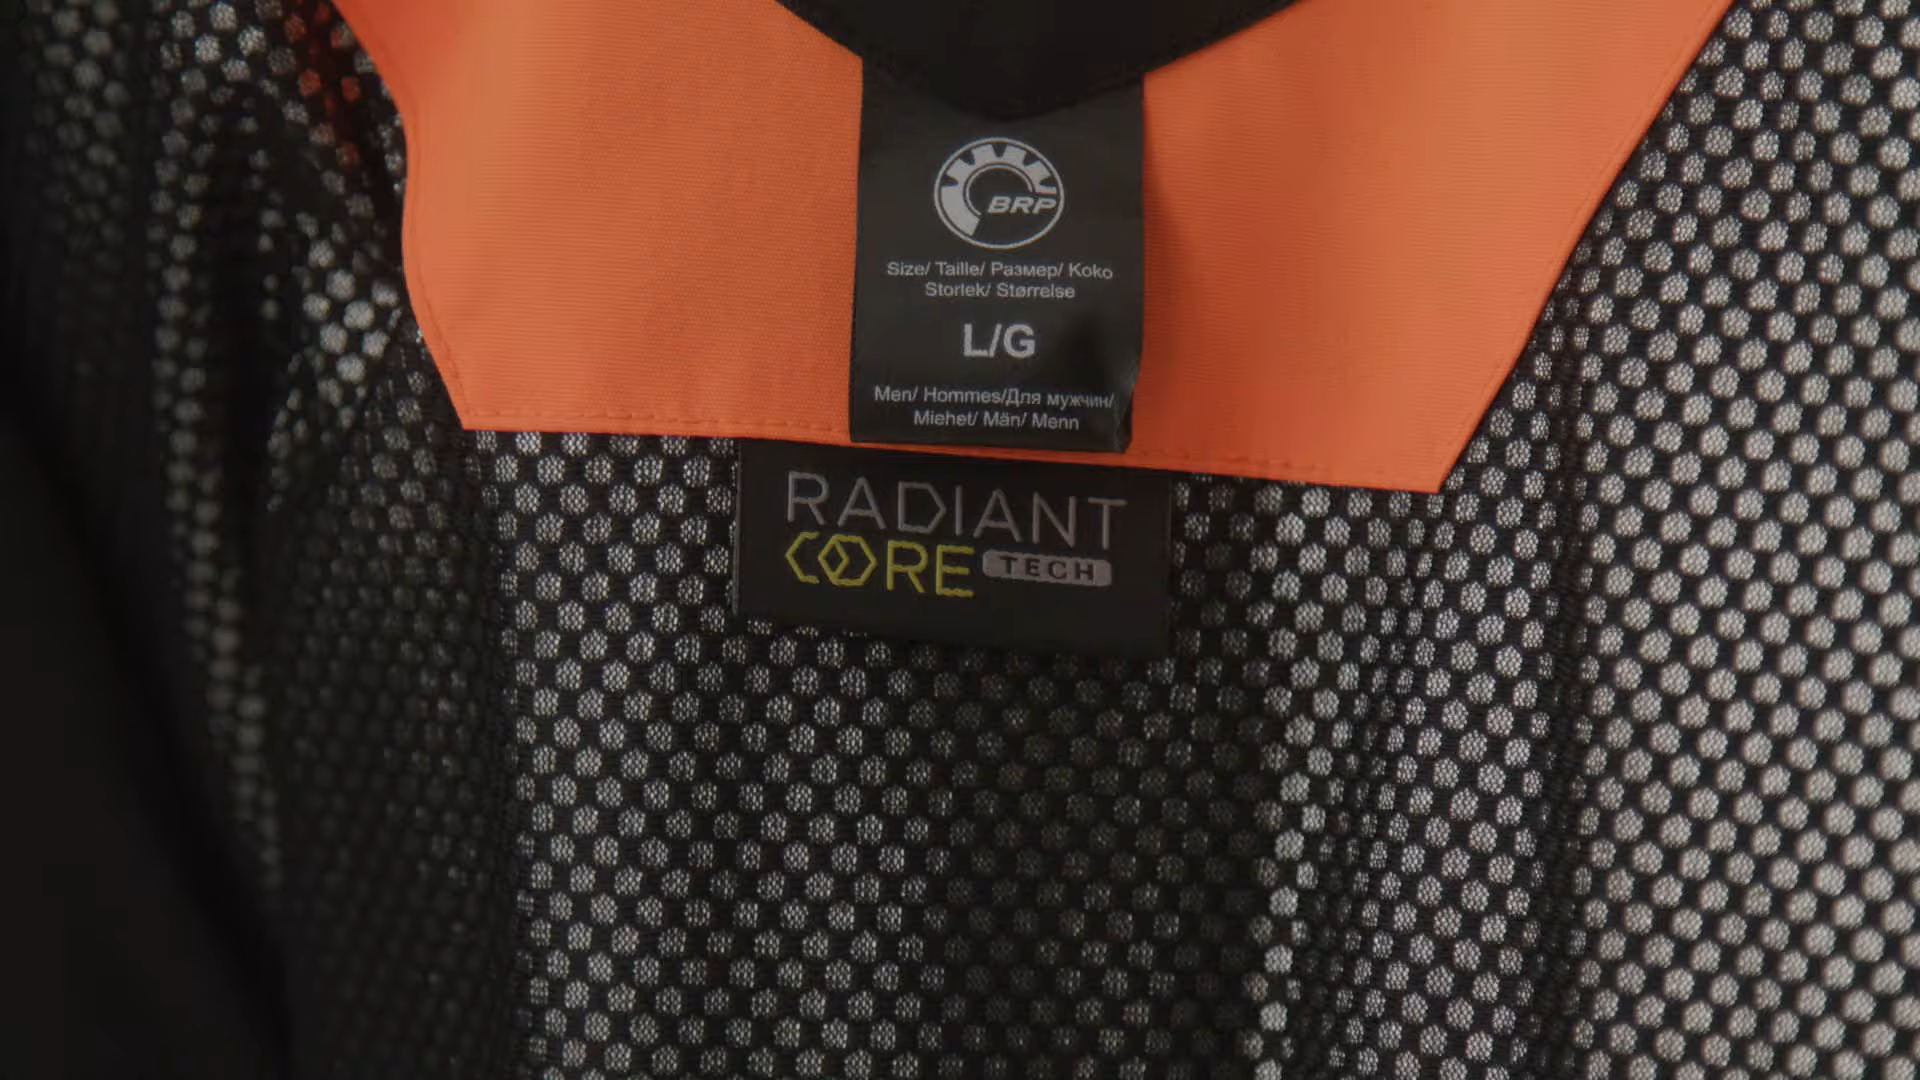 BRP
Size/ Taille/ Размер/ Koko
Storlek/ Størrelse
L/G
Men/ Hommes/Для мужчин/
Miehet/ Män/ Menn
RADIANT
CORE TECH